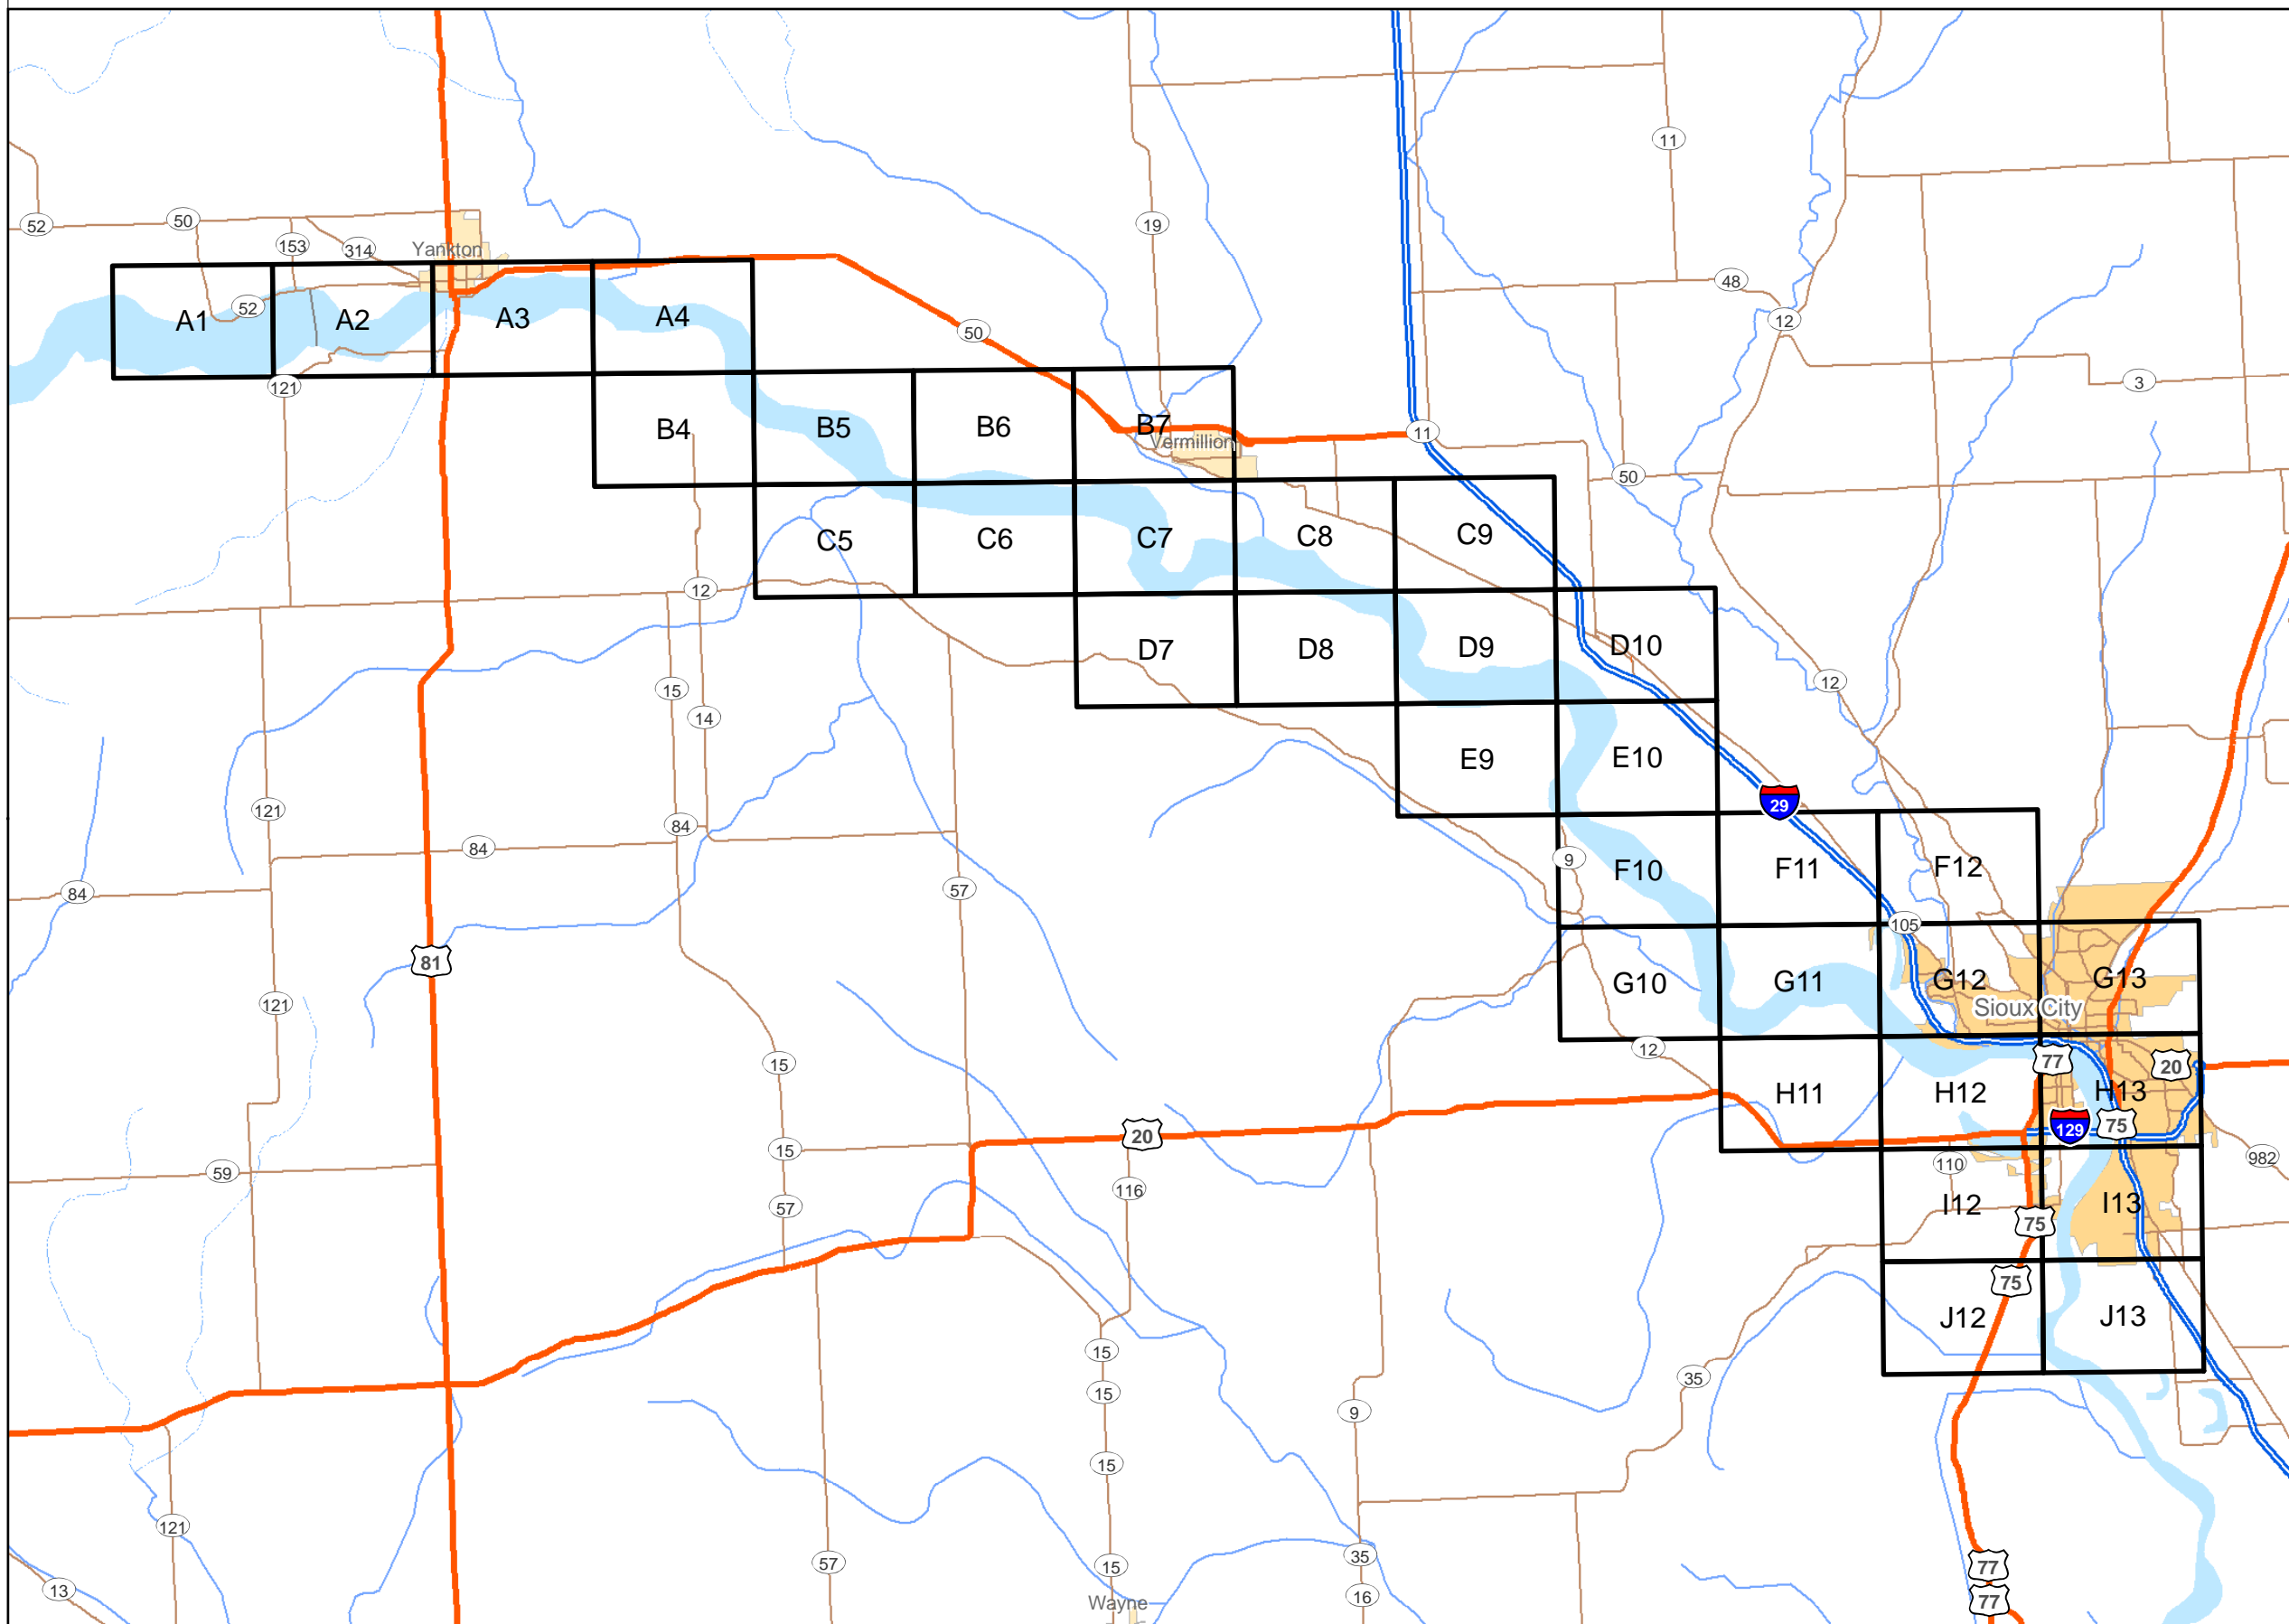 11
52
50
153
314
Yankton
19
48
12
52
A1
A2
A3
A4
50
121
3
B4
B5
B6
B7
Vermillion
11
50
C5
C6
C7
C8
C9
12
D7
D8
D9
D10
15
14
12
E9
E10
29
121
84
84
9
F10
F11
F12
84
57
105
81
G10
G11
G12
G13
121
Sioux City
12
15
77
20
H11
H12
H13
20
129
75
15
59
110
982
116
57
I12
I13
75
75
J12
J13
15
35
15
9
15
121
57
15
35
77
13
Wayne
16
77